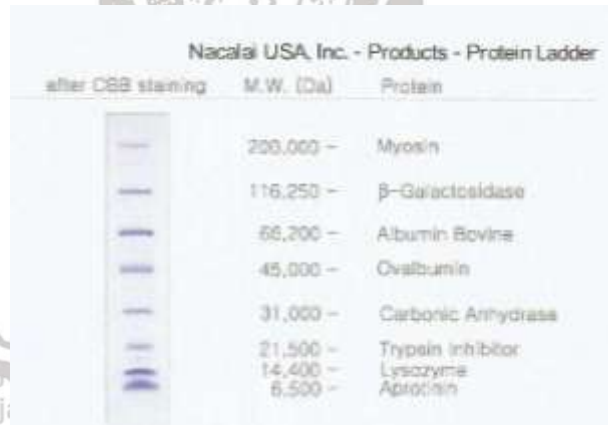 Nacalai USA, Inc. - Products - Protein Ladder
after CBB staining M.W. (Da) Protein
200,000 - Myosin
116,250 - β-Galactosidase
66,200 - Albumin Bovine
45,000 - Ovalbumin
31,000 - Carbonic Anhydrase
21,500 - Trypsin Inhibitor
14,400 - Lysozyme
6,500 - Aprotinin